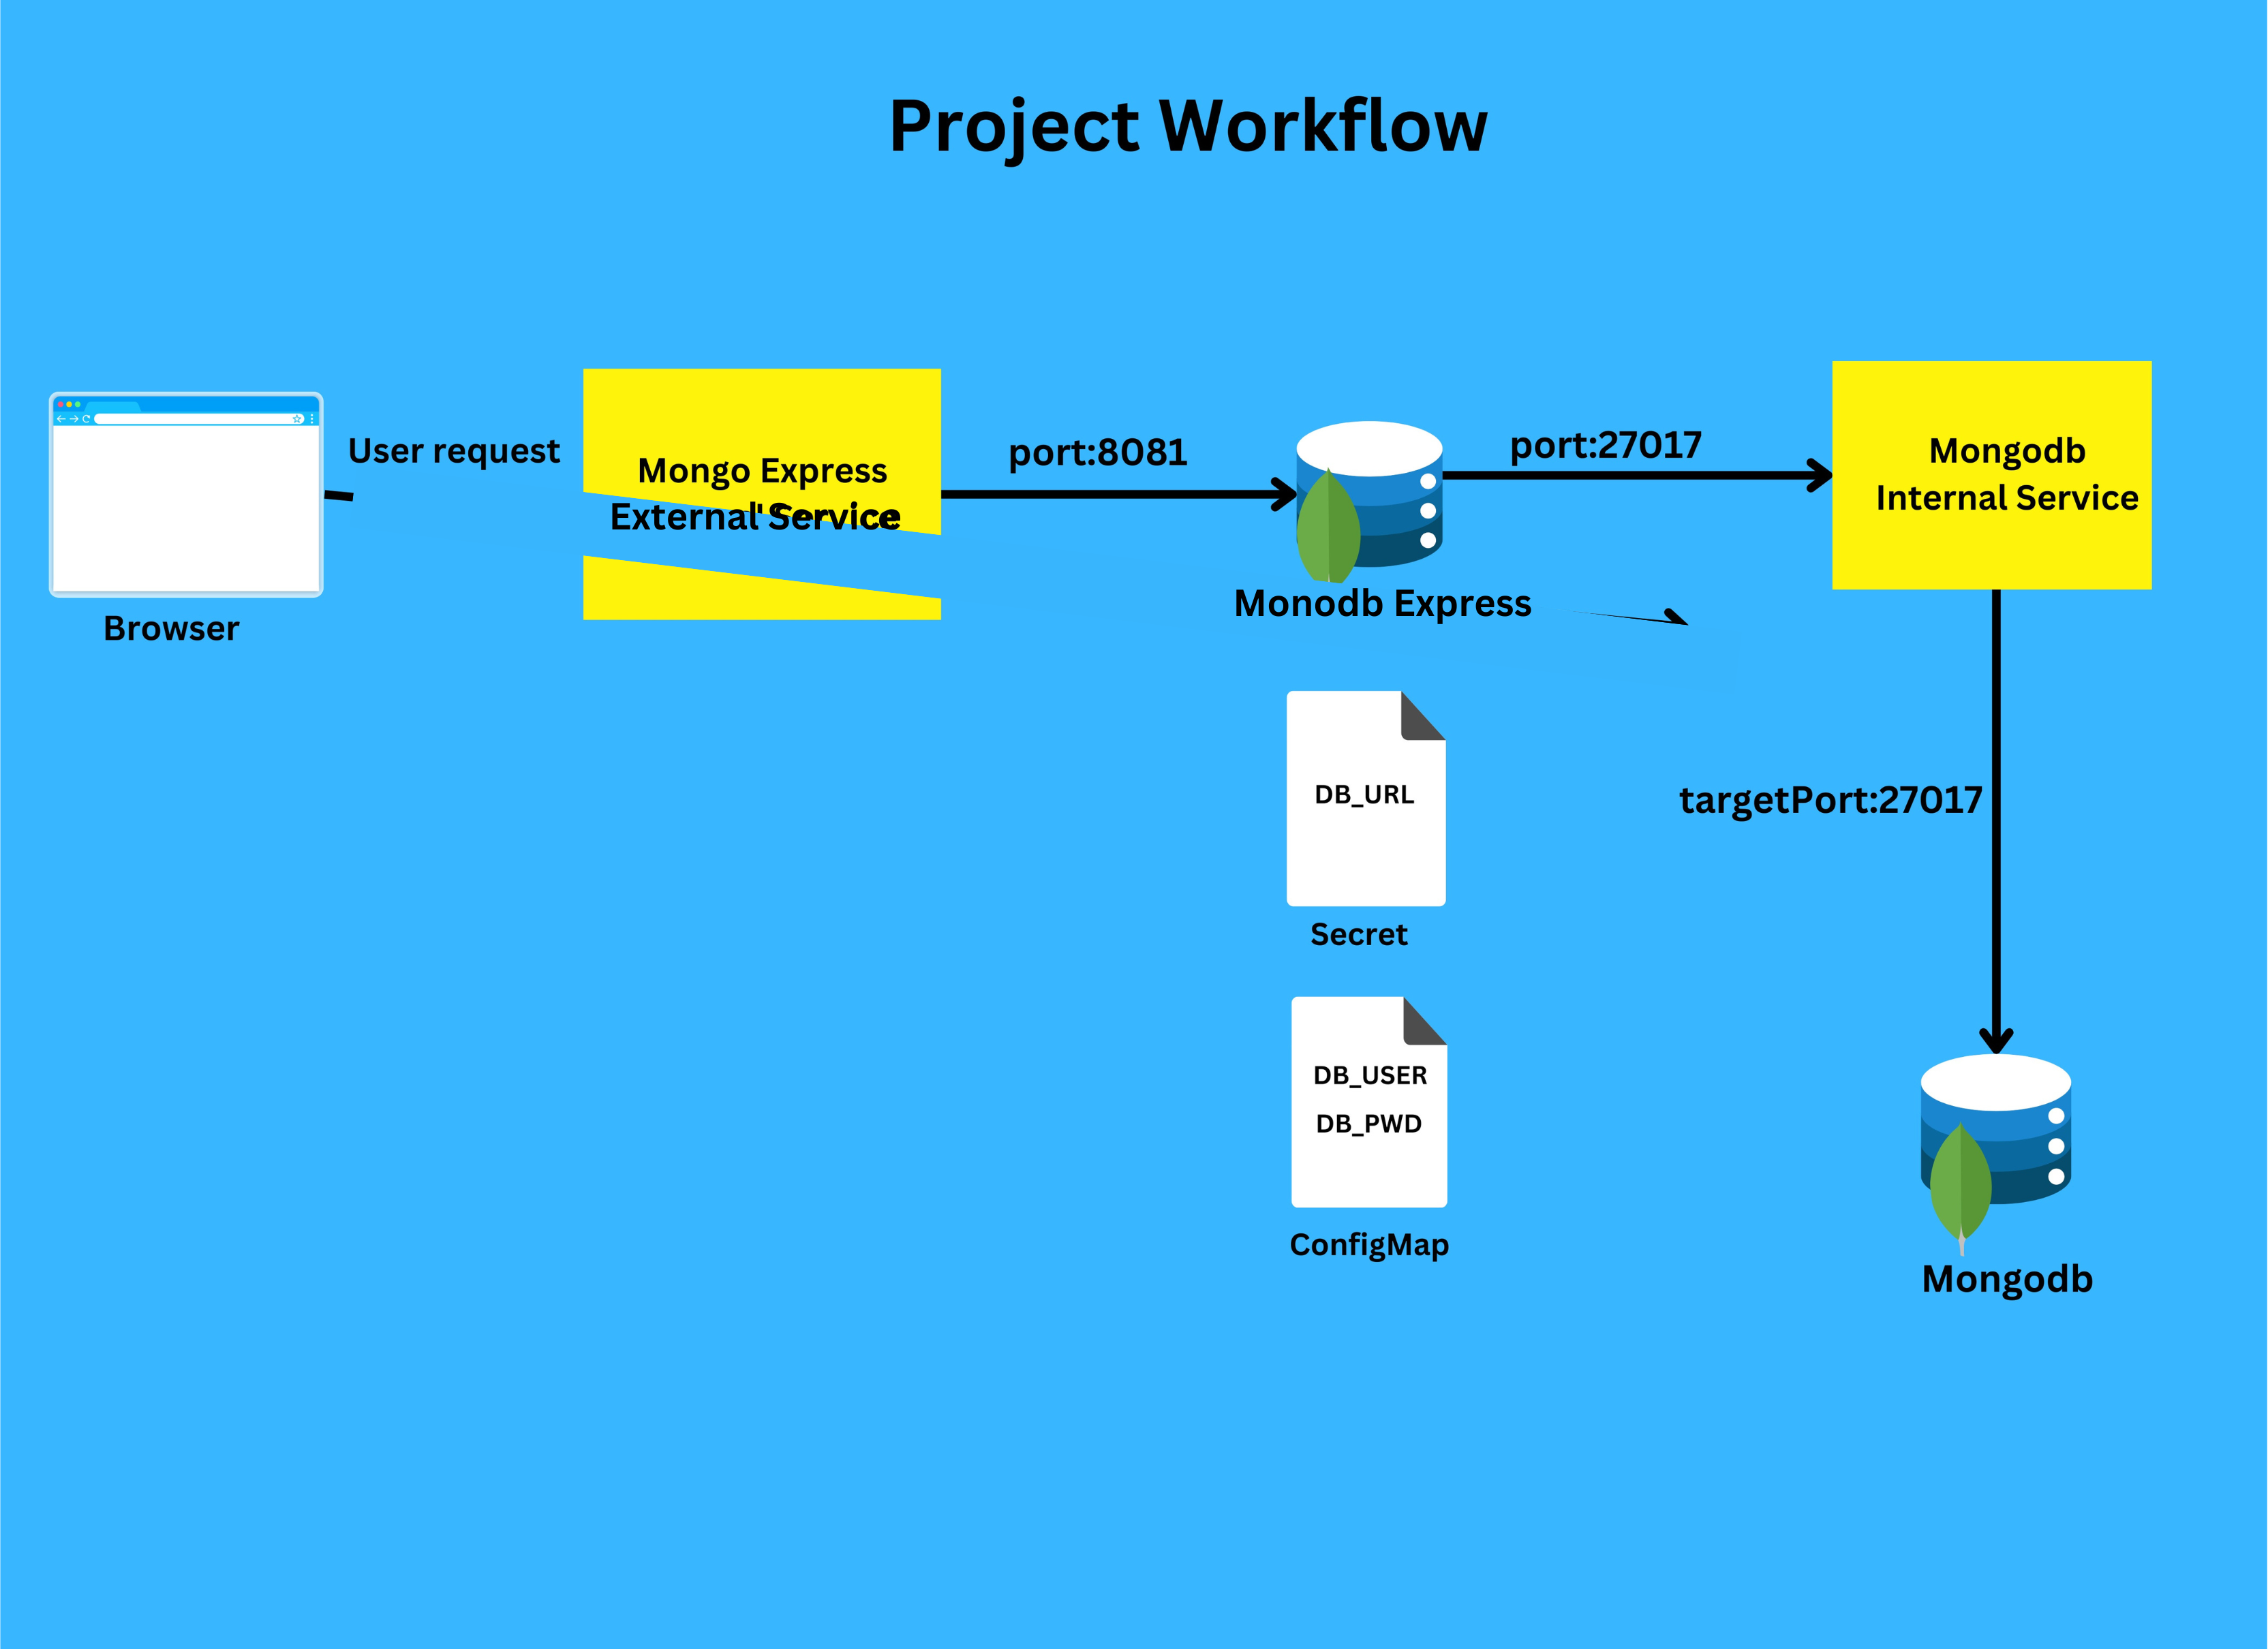 Project Workflow
User request
Browser
Mongo Express
External Service
port:8081
Monodb Express
port:27017
Mongodb
Internal Service
targetPort:27017
Mongodb
DB_URL
Secret
DB_USER
DB_PWD
ConfigMap